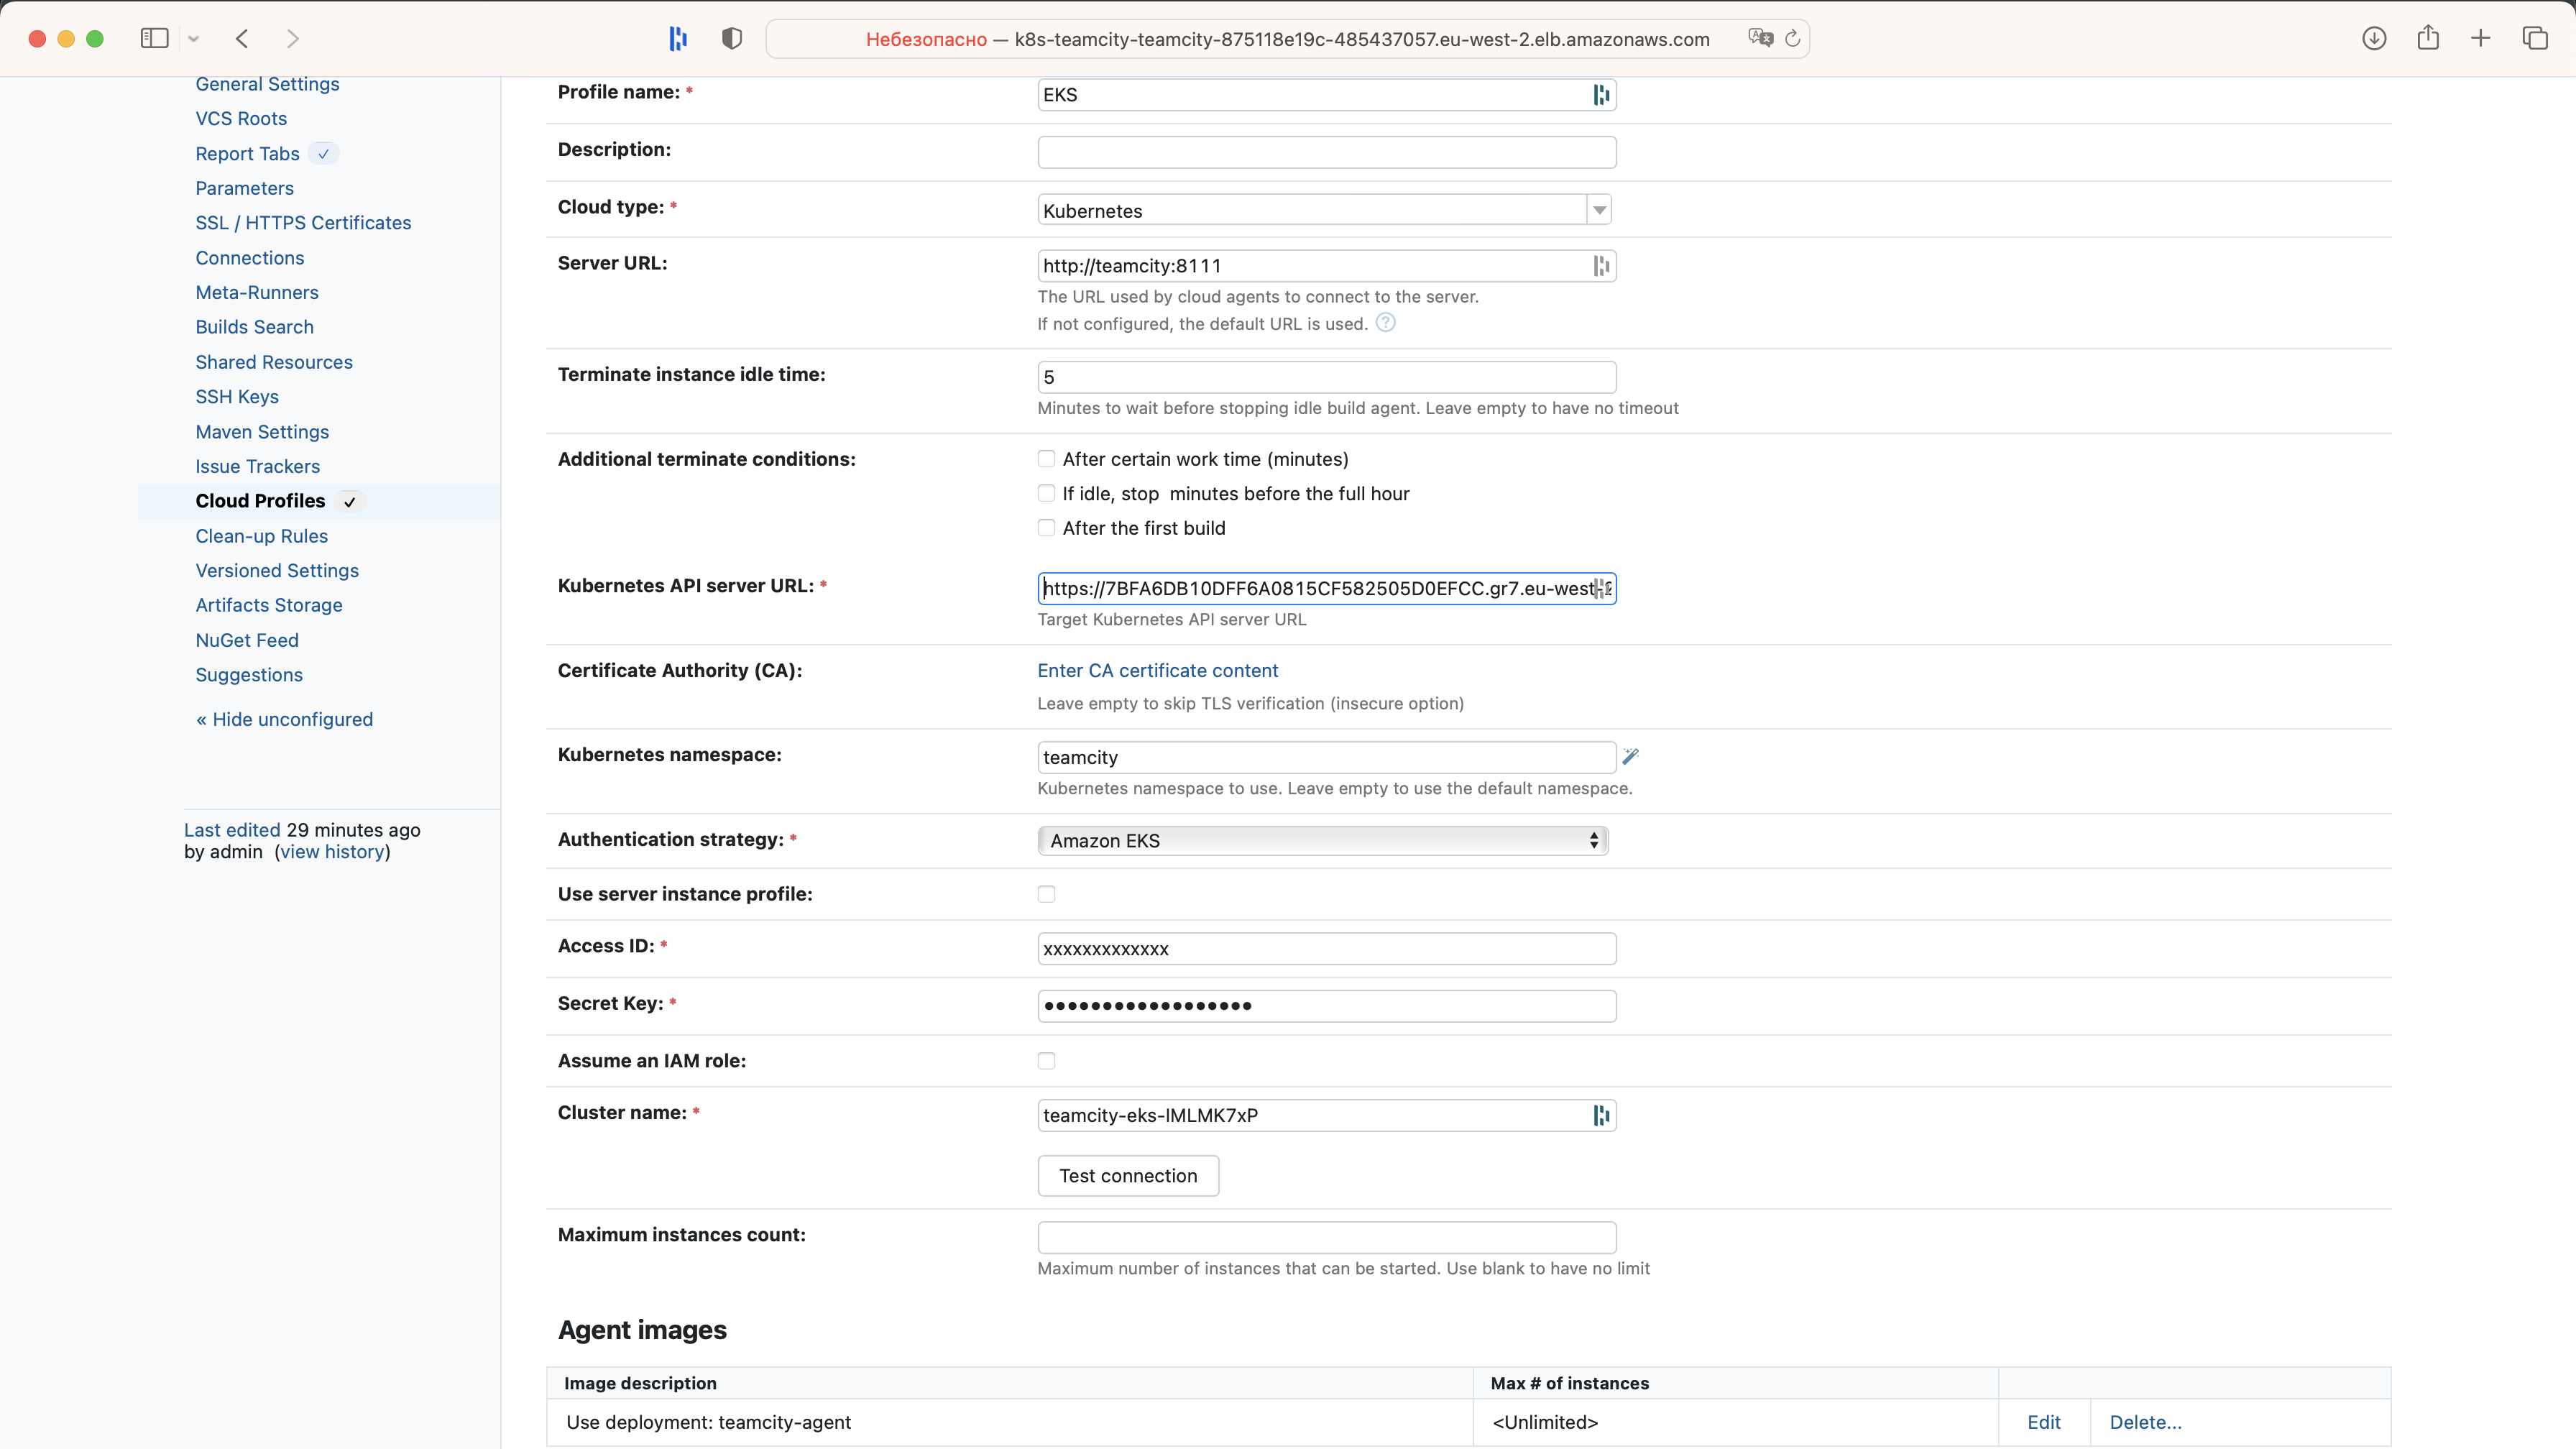 Небезопасно — k8s-teamcity-teamcity-875118e19c-485437057.eu-west-2.elb.amazonaws.com
General Settings
VCS Roots
Report Tabs
Parameters
SSL / HTTPS Certificates
Connections
Meta-Runners
Builds Search
Shared Resources
SSH Keys
Maven Settings
Issue Trackers
Cloud Profiles
Clean-up Rules
Versioned Settings
Artifacts Storage
NuGet Feed
Suggestions
« Hide unconfigured
Last edited 29 minutes ago
by admin (view history)
Profile name: *
EKS
Description:
Cloud type: *
Kubernetes
Server URL:
http://teamcity:8111
The URL used by cloud agents to connect to the server.
If not configured, the default URL is used. ?
Terminate instance idle time:
5
Minutes to wait before stopping idle build agent. Leave empty to have no timeout
Additional terminate conditions:
After certain work time (minutes)
If idle, stop minutes before the full hour
After the first build
Kubernetes API server URL: *
https://7BFA6DB10DFF6A0815CF582505D0EFCC.gr7.eu-west-2
Target Kubernetes API server URL
Certificate Authority (CA):
Enter CA certificate content
Leave empty to skip TLS verification (insecure option)
Kubernetes namespace:
teamcity
Kubernetes namespace to use. Leave empty to use the default namespace.
Authentication strategy: *
Amazon EKS
Use server instance profile:
Access ID: *
xxxxxxxxxxxxx
Secret Key: *
••••••••••••••••••
Assume an IAM role:
Cluster name: *
teamcity-eks-IMLMK7xP
Test connection
Maximum instances count:
Maximum number of instances that can be started. Use blank to have no limit
Agent images
Image description
Max # of instances
Use deployment: teamcity-agent
<Unlimited>
Edit
Delete...